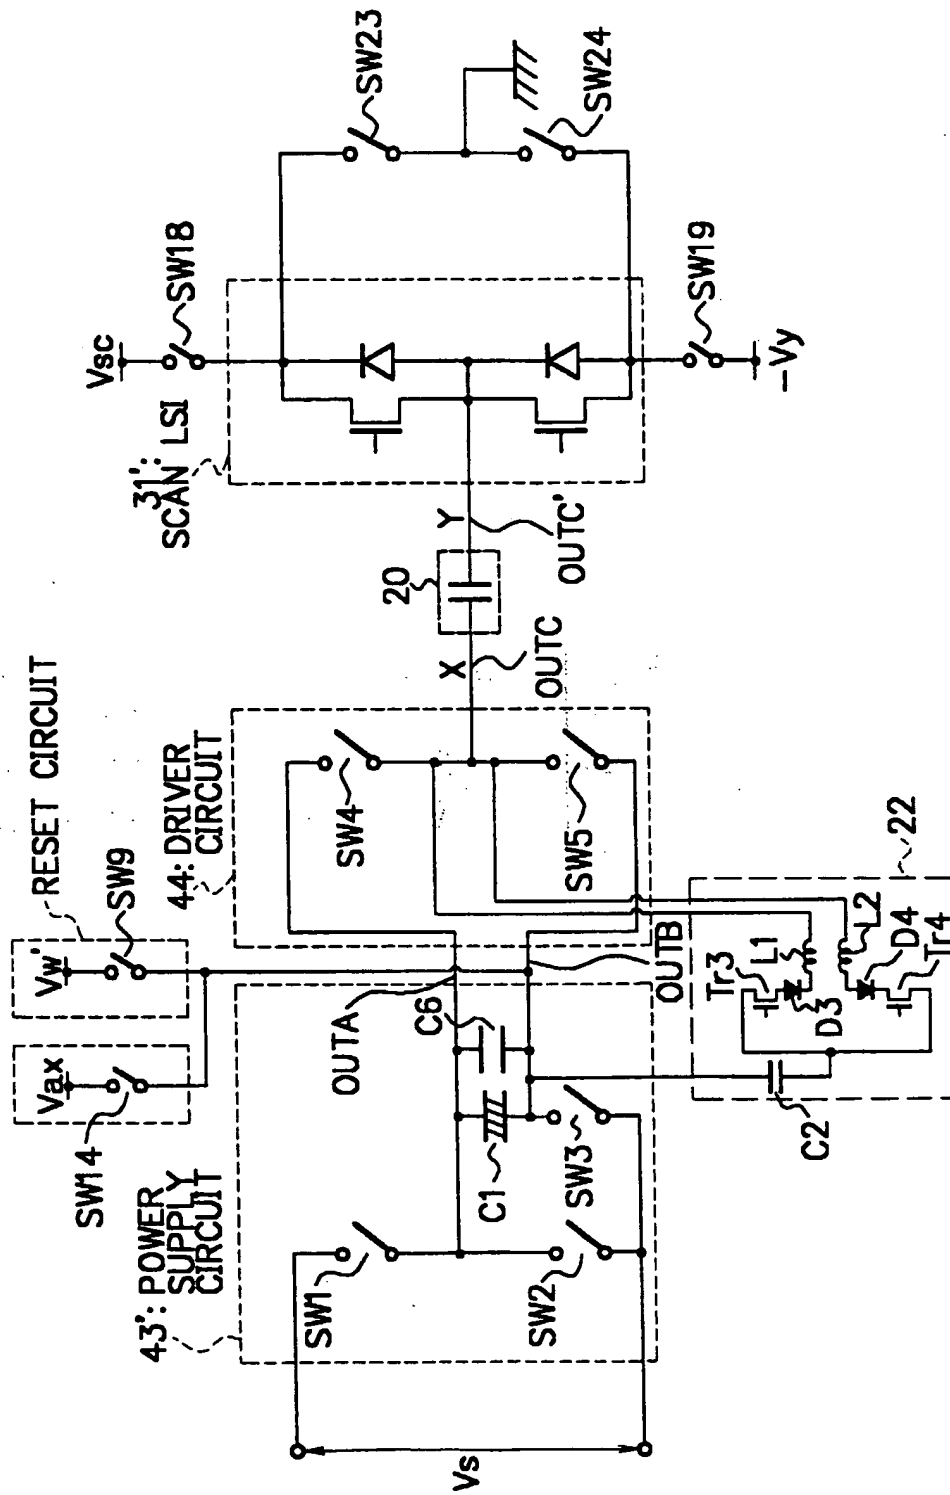 RESET CIRCUIT
Vw'
SW9
Vax
SW14
43': POWER
SUPPLY
CIRCUIT
44: DRIVER
CIRCUIT
31':
SCAN LSI
Vsc
SW18
SW23
SW24
SW19
-Vy
Vs
SW1
SW2
SW3
C1
C6
OUTA
OUTB
SW4
SW5
X
OUTC
20
Y
OUTC'
22
Tr3
L1
L2
D3
D4
Tr4
C2